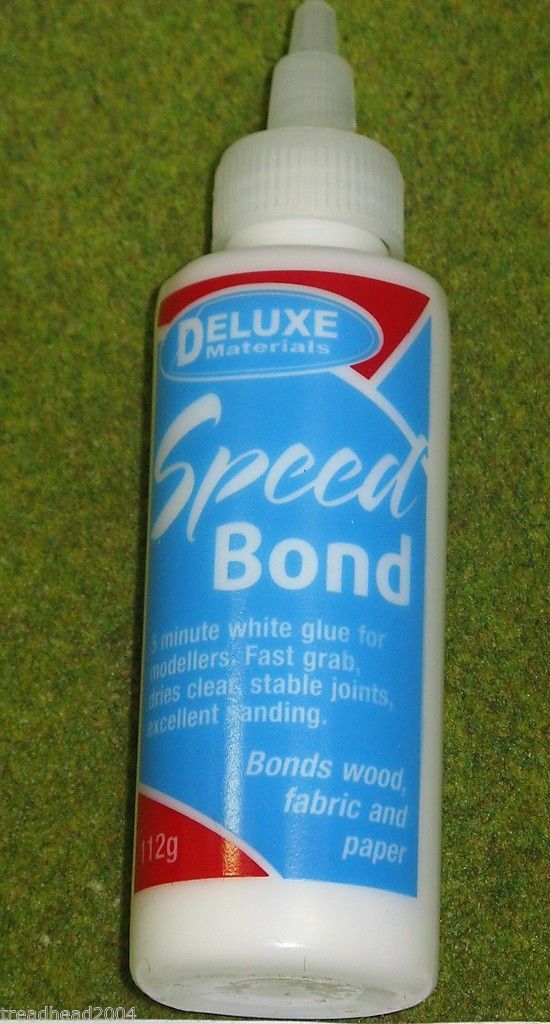 DELUXE
Materials
Speed
Bond
5 minute white glue for
modellers. Fast grab,
dries clear, stable joints,
excellent sanding.
Bonds wood,
fabric and
paper
112g
treadhead2004